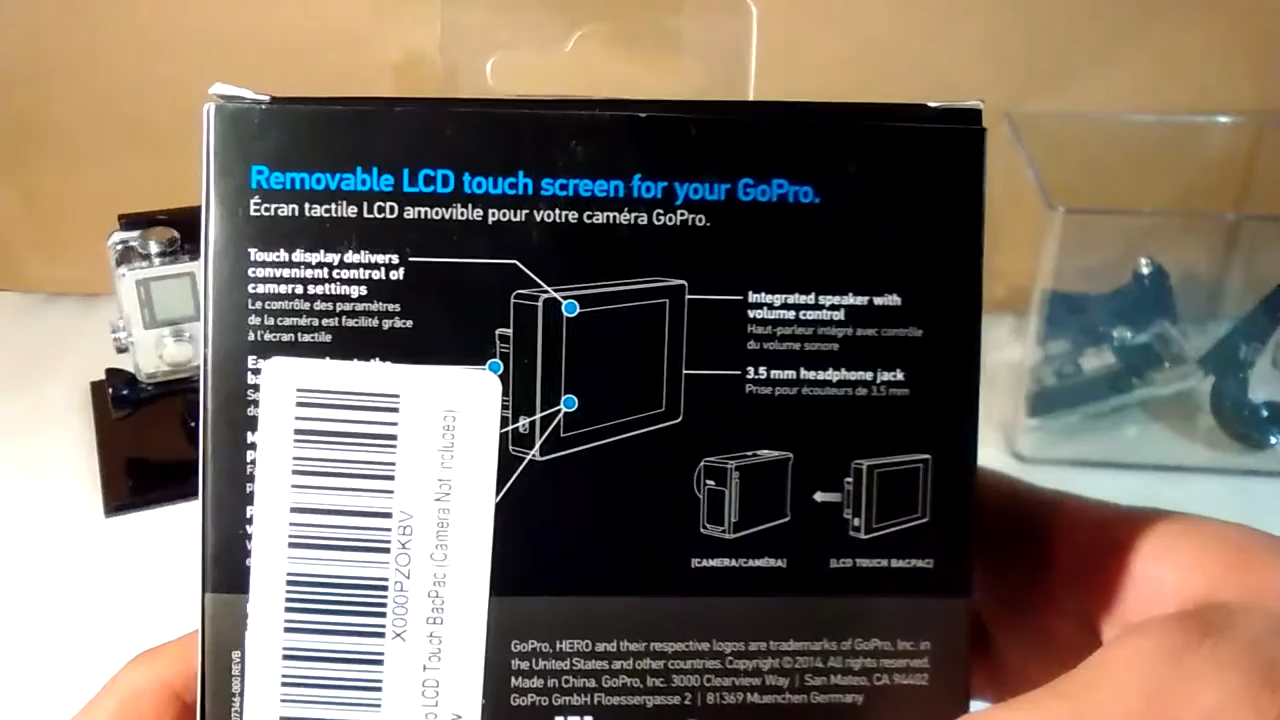 Removable LCD touch screen for your GoPro.
Écran tactile LCD amovible pour votre caméra GoPro.
Touch display delivers
convenient control of
camera settings
Le contrôle des paramètres
de la caméra est facilité grâce
à l'écran tactile
Integrated speaker with
volume control
Haut-parleur intégré avec contrôle
du volume sonore
3.5 mm headphone jack
Prise pour écouteurs de 3,5 mm
[CAMERA/CAMÉRA]
[LCD TOUCH BACPAC]
X000PZOKBV
LCD Touch BacPac (Camera Not Included)
GoPro, HERO and their respective logos are trademarks of GoPro, Inc. in
the United States and other countries. Copyright © 2014. All rights reserved.
Made in China. GoPro, Inc. 3000 Clearview Way | San Mateo, CA 94402
GoPro GmbH Floessergasse 2 | 81369 Muenchen Germany
07346-000 REVB